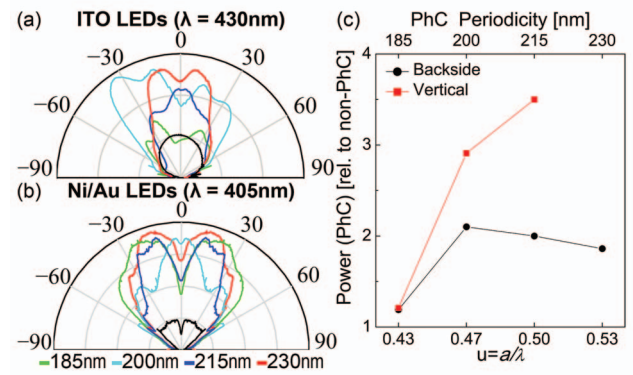 (a) ITO LEDs (λ = 430nm)
0
−30 30
−60 60
−90 90
(b) Ni/Au LEDs (λ = 405nm)
0
−30 30
−60 60
−90 90
185nm 200nm 215nm 230nm
(c) PhC Periodicity [nm]
185 200 215 230
4
3
2
1
Power (PhC) [rel. to non-PhC]
Backside
Vertical
0.43 0.47 0.50 0.53
u=a/λ